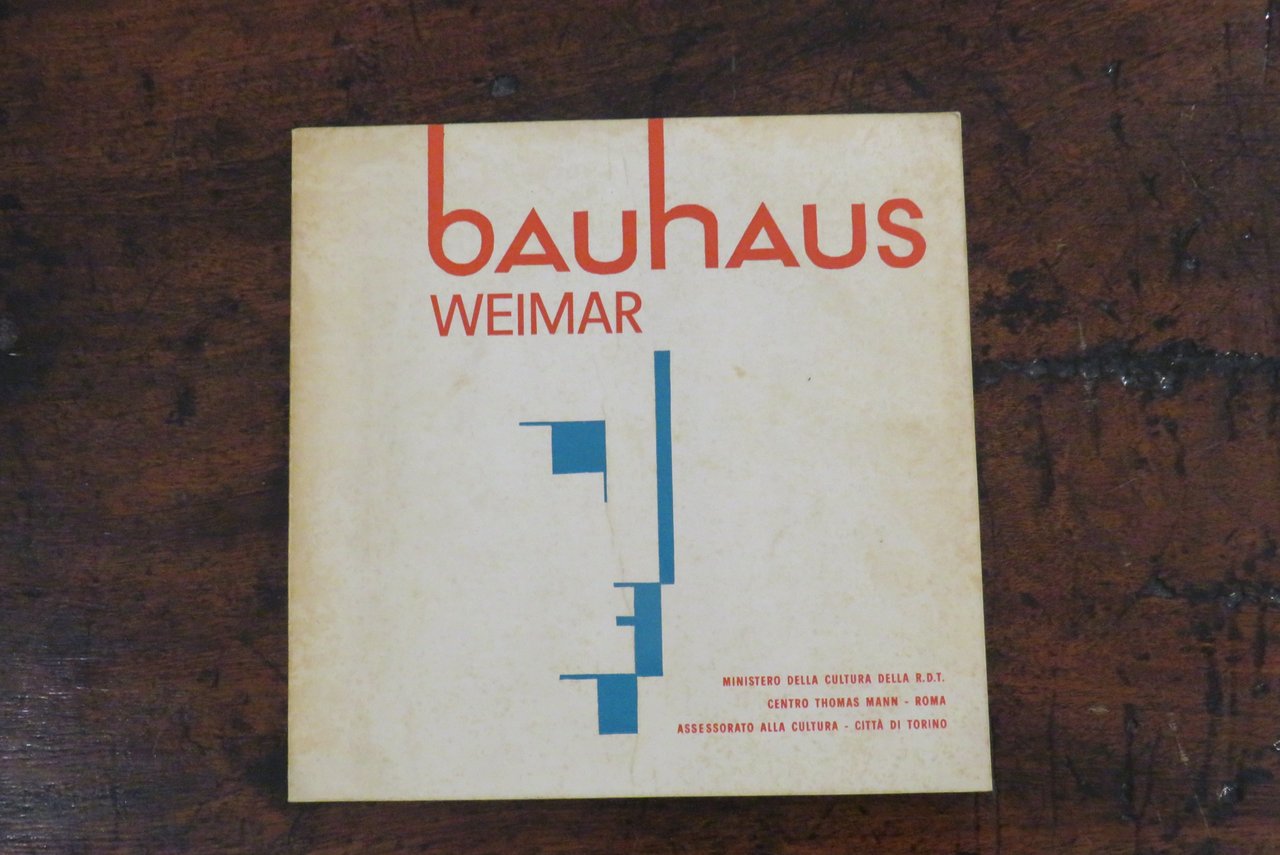 bAuhAus
WEIMAR
MINISTERO DELLA CULTURA DELLA R.D.T.
CENTRO THOMAS MANN - ROMA
ASSESSORATO ALLA CULTURA - CITTÀ DI TORINO